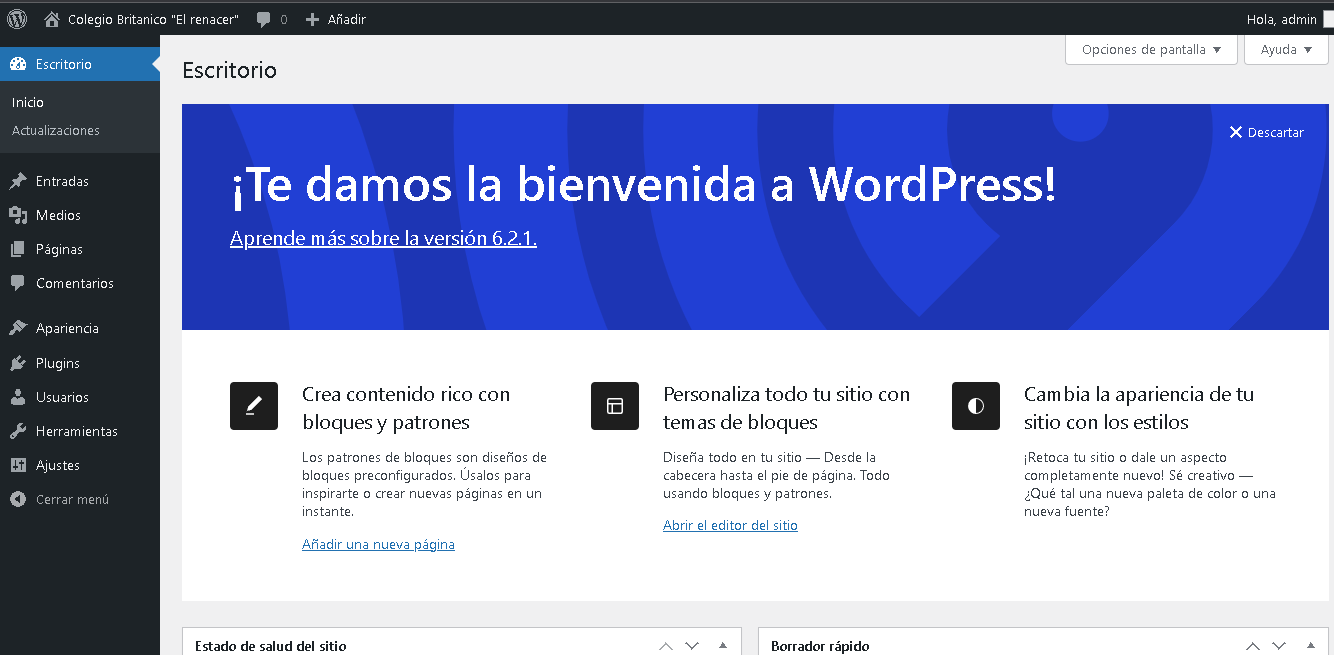 Colegio Britanico "El renacer"
0
Añadir
Hola, admin
Escritorio
Inicio
Actualizaciones
Entradas
Medios
Páginas
Comentarios
Apariencia
Plugins
Usuarios
Herramientas
Ajustes
Cerrar menú
Opciones de pantalla
Ayuda
Escritorio
Descartar
¡Te damos la bienvenida a WordPress!
Aprende más sobre la versión 6.2.1.
Crea contenido rico con
bloques y patrones
Los patrones de bloques son diseños de
bloques preconfigurados. Úsalos para
inspirarte o crear nuevas páginas en un
instante.
Añadir una nueva página
Personaliza todo tu sitio con
temas de bloques
Diseña todo en tu sitio — Desde la
cabecera hasta el pie de página. Todo
usando bloques y patrones.
Abrir el editor del sitio
Cambia la apariencia de tu
sitio con los estilos
¡Retoca tu sitio o dale un aspecto
completamente nuevo! Sé creativo —
¿Qué tal una nueva paleta de color o una
nueva fuente?
Estado de salud del sitio
Borrador rápido